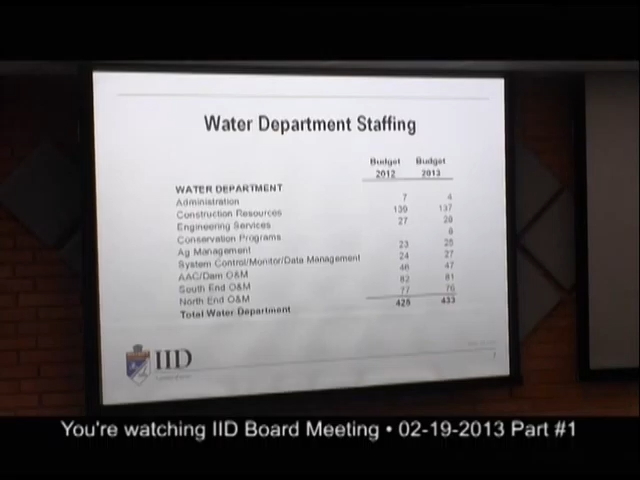 Water Department Staffing
Budget Budget
2012 2013
WATER DEPARTMENT
Administration 7 4
Construction Resources 139 137
Engineering Services 27 28
Conservation Programs 8
Ag Management 23 25
System Control/Monitor/Data Management 24 27
AAC/Dam O&M 46 47
South End O&M 82 81
North End O&M 77 76
Total Water Department 425 433
IID
7
You're watching IID Board Meeting • 02-19-2013 Part #1